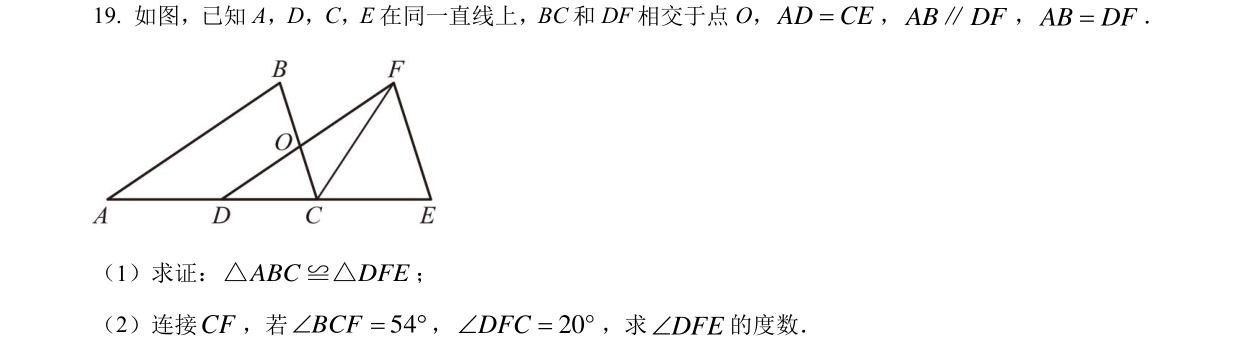 19. 如图，已知 A，D，C，E 在同一直线上，BC 和 DF 相交于点 O，AD = CE，AB∥DF，AB = DF．
B
F
O
A
D
C
E
（1）求证：△ABC≌△DFE；
（2）连接 CF，若∠BCF = 54°，∠DFC = 20°，求∠DFE 的度数．